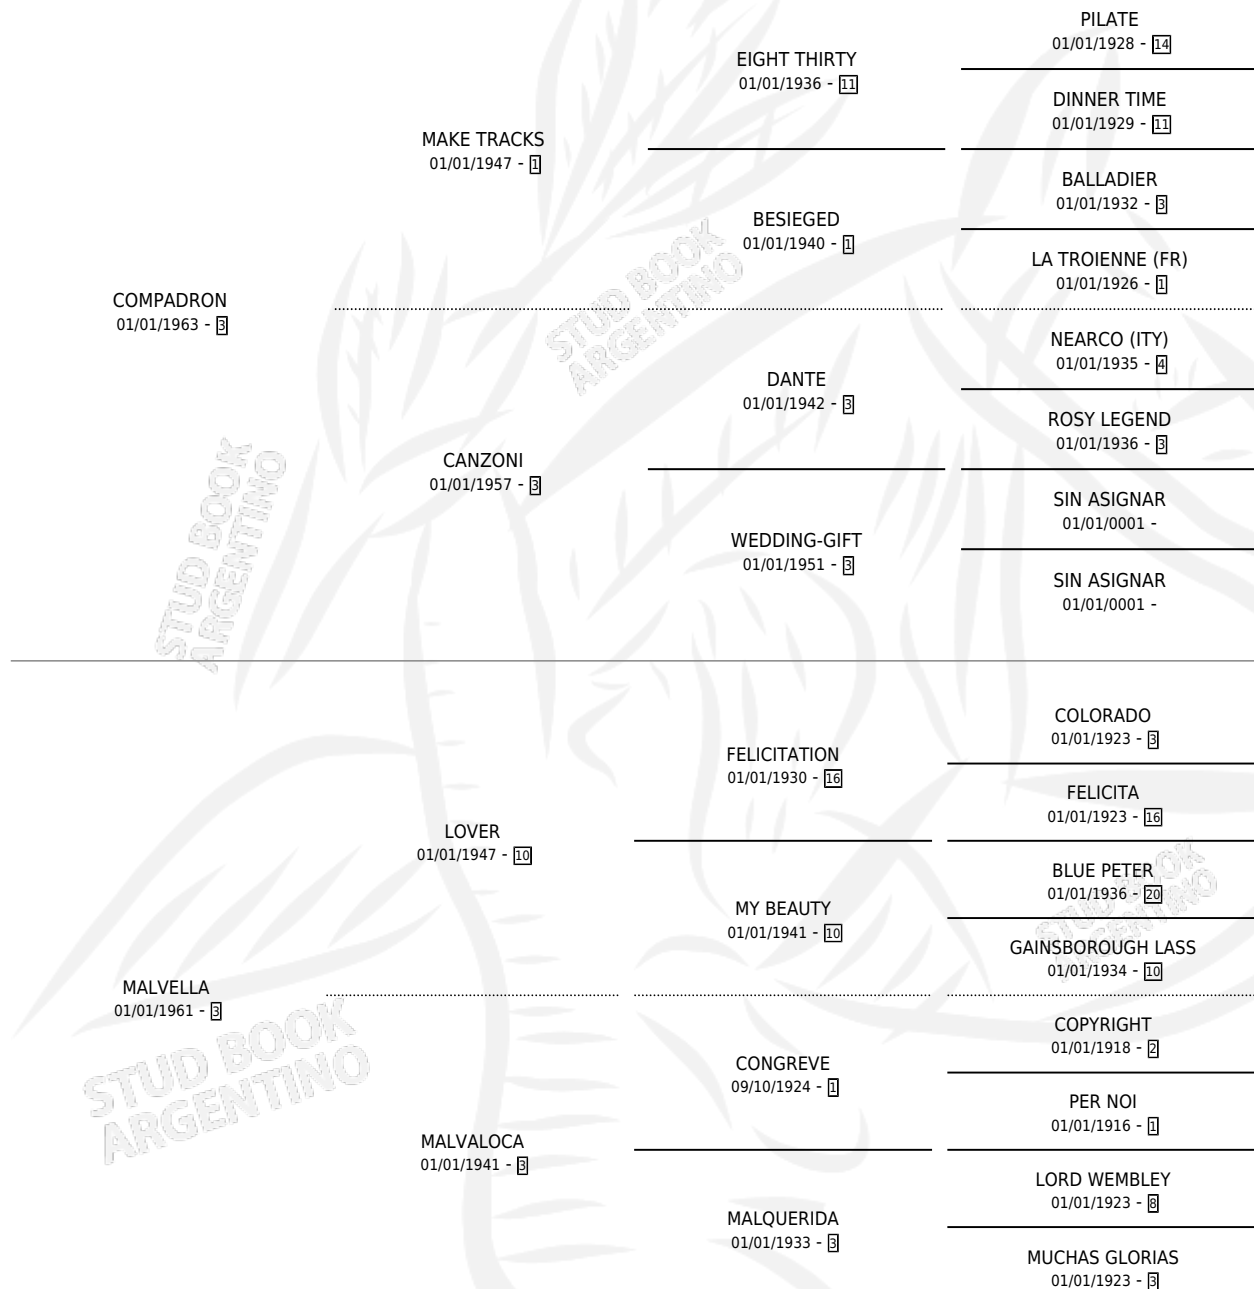 COMPADRON
01/01/1963 - 3
MAKE TRACKS
01/01/1947 - 1
EIGHT THIRTY
01/01/1936 - 11
PILATE
01/01/1928 - 14
DINNER TIME
01/01/1929 - 11
BESIEGED
01/01/1940 - 1
BALLADIER
01/01/1932 - 3
LA TROIENNE (FR)
01/01/1926 - 1
CANZONI
01/01/1957 - 3
DANTE
01/01/1942 - 3
NEARCO (ITY)
01/01/1935 - 4
ROSY LEGEND
01/01/1936 - 3
WEDDING-GIFT
01/01/1951 - 3
SIN ASIGNAR
01/01/0001 -
SIN ASIGNAR
01/01/0001 -
MALVELLA
01/01/1961 - 3
LOVER
01/01/1947 - 10
FELICITATION
01/01/1930 - 16
COLORADO
01/01/1923 - 3
FELICITA
01/01/1923 - 16
MY BEAUTY
01/01/1941 - 10
BLUE PETER
01/01/1936 - 20
GAINSBOROUGH LASS
01/01/1934 - 10
MALVALOCA
01/01/1941 - 3
CONGREVE
09/10/1924 - 1
COPYRIGHT
01/01/1918 - 2
PER NOI
01/01/1916 - 1
MALQUERIDA
01/01/1933 - 3
LORD WEMBLEY
01/01/1923 - 8
MUCHAS GLORIAS
01/01/1923 - 3
STUD BOOK
ARGENTINO
STUD BOOK
ARGENTINO
STUD BOOK
ARGENTINO
STUD BOOK
ARGENTINO